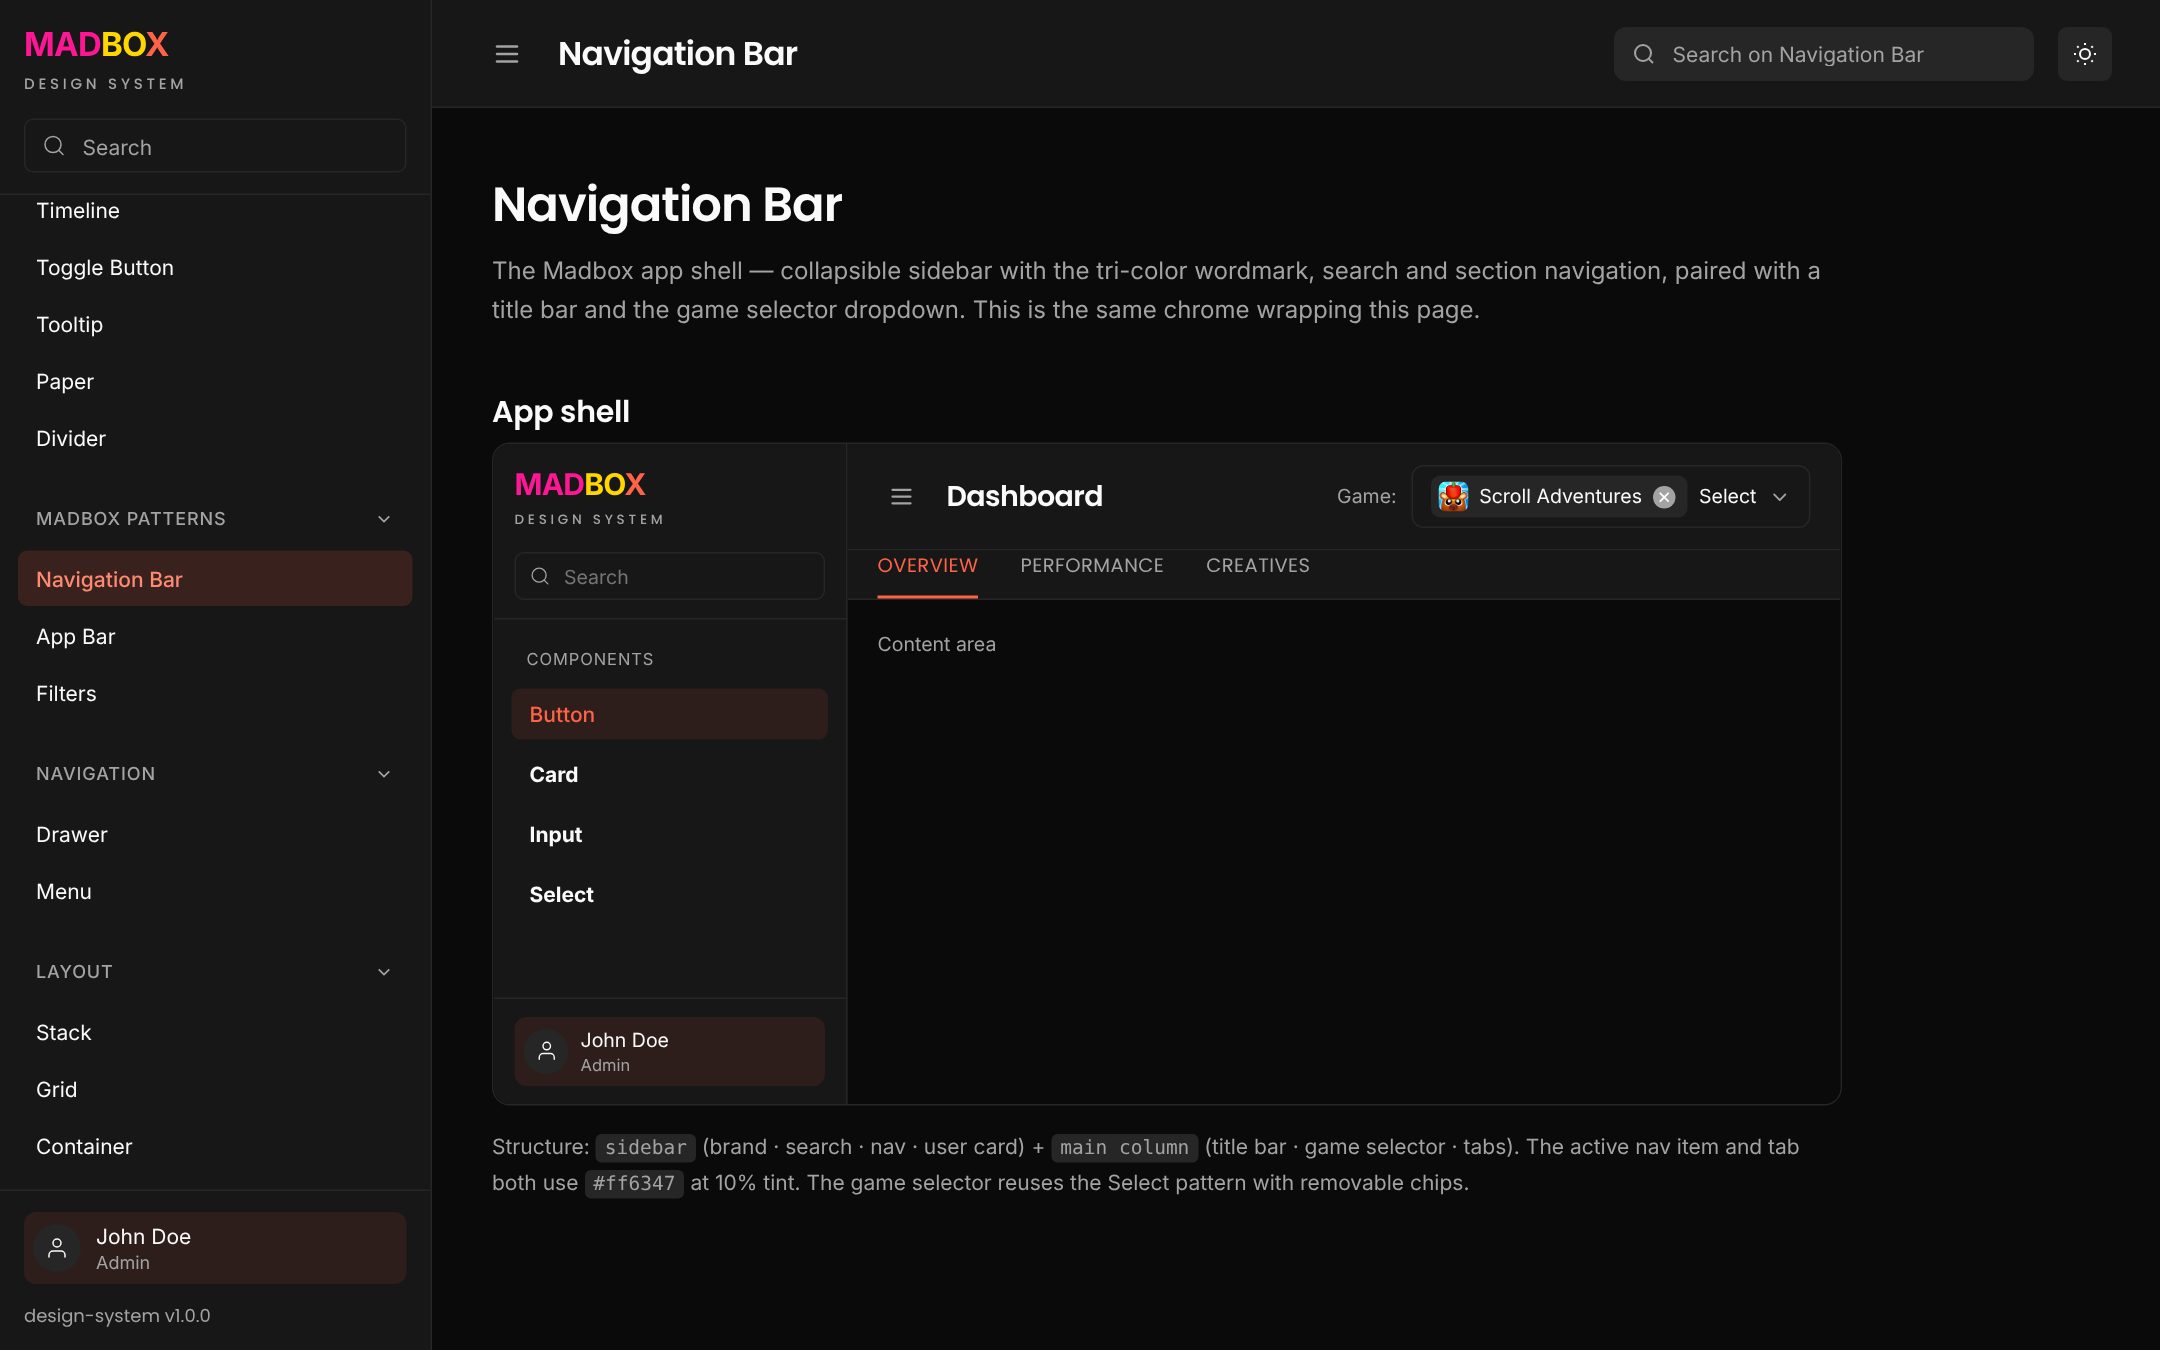 MADBOX
DESIGN SYSTEM
Search
Timeline
Toggle Button
Tooltip
Paper
Divider
MADBOX PATTERNS
Navigation Bar
App Bar
Filters
NAVIGATION
Drawer
Menu
LAYOUT
Stack
Grid
Container
John Doe
Admin
design-system v1.0.0
Navigation Bar
Search on Navigation Bar
Navigation Bar
The Madbox app shell — collapsible sidebar with the tri-color wordmark, search and section navigation, paired with a
title bar and the game selector dropdown. This is the same chrome wrapping this page.
App shell
MADBOX
DESIGN SYSTEM
Search
COMPONENTS
Button
Card
Input
Select
John Doe
Admin
Dashboard
Game: Scroll Adventures Select
OVERVIEW PERFORMANCE CREATIVES
Content area
Structure: sidebar (brand · search · nav · user card) + main column (title bar · game selector · tabs). The active nav item and tab
both use #ff6347 at 10% tint. The game selector reuses the Select pattern with removable chips.